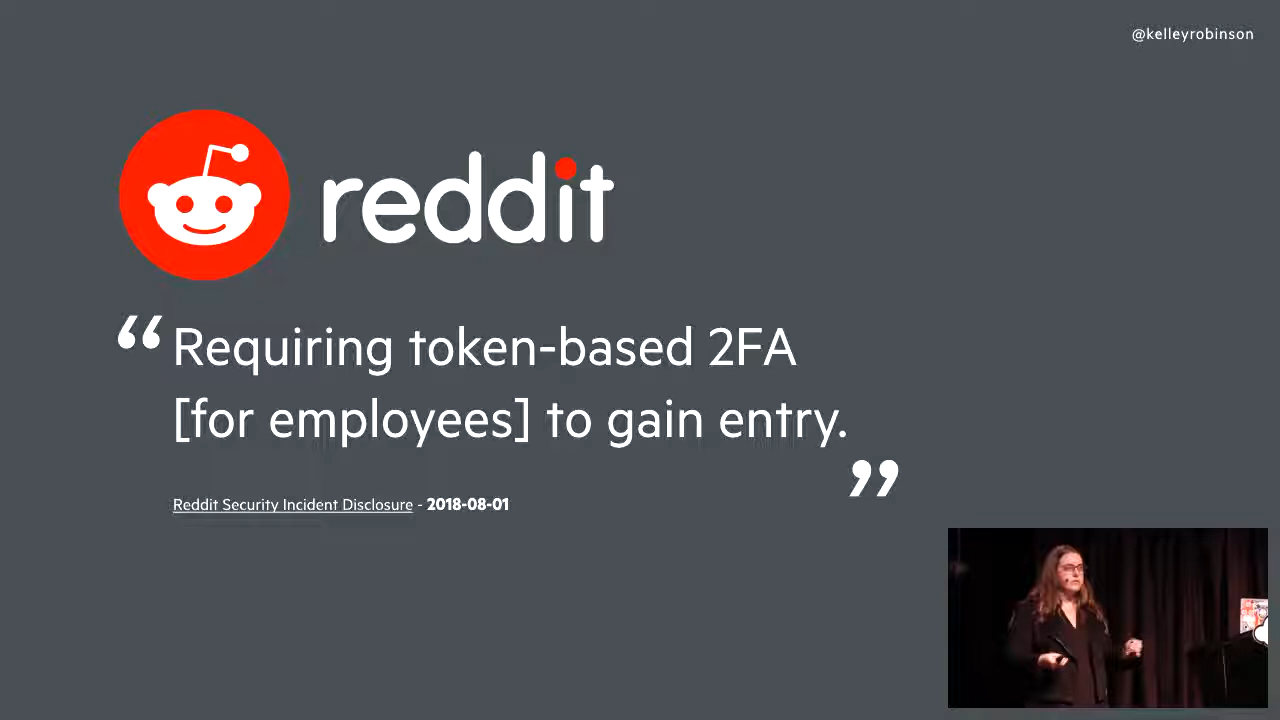 @kelleyrobinson
reddit
“Requiring token-based 2FA
[for employees] to gain entry.”
Reddit Security Incident Disclosure - 2018-08-01